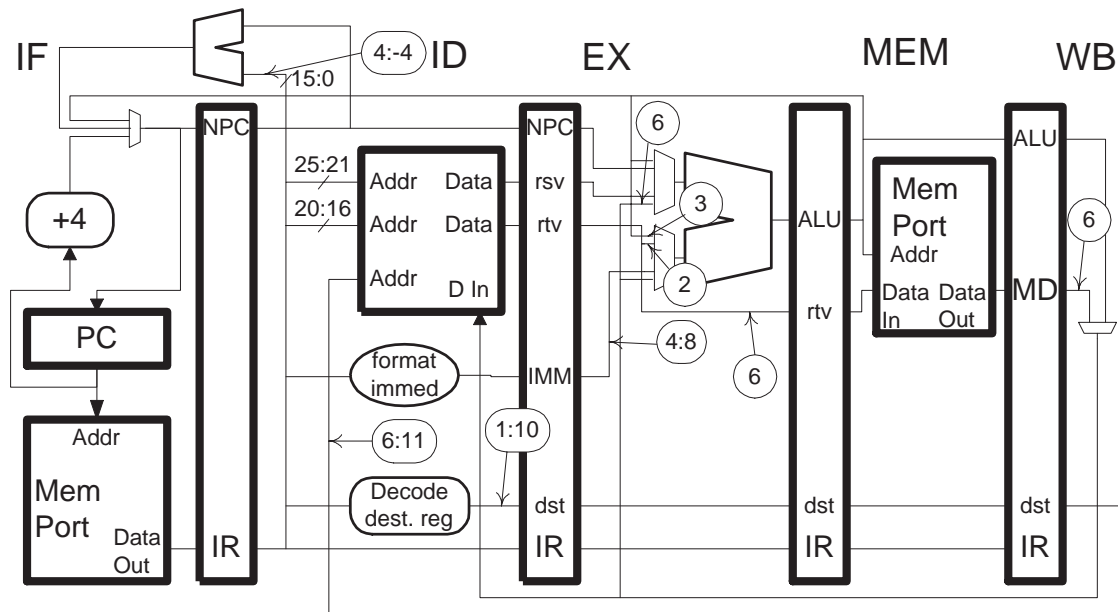 IF
ID
EX
MEM
WB
4:-4
15:0
NPC
NPC
6
ALU
25:21
Addr
Data
rsv
20:16
Addr
Data
rtv
3
Mem
Port
Addr
+4
ALU
6
Addr
D In
2
Data
In
Data
Out
MD
PC
rtv
4:8
format
immed
IMM
6
Addr
6:11
1:10
Mem
Port
Data
Out
Decode
dest. reg
dst
dst
dst
IR
IR
IR
IR